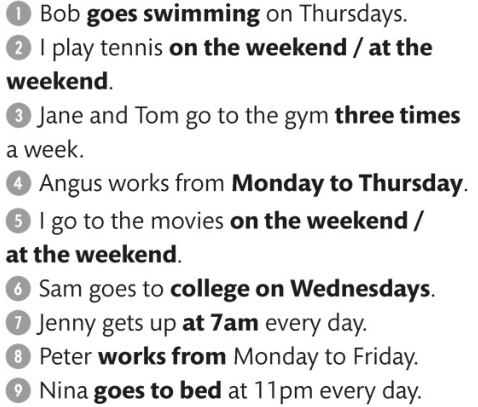 1 Bob goes swimming on Thursdays.
2 I play tennis on the weekend / at the
weekend.
3 Jane and Tom go to the gym three times
a week.
4 Angus works from Monday to Thursday.
5 I go to the movies on the weekend /
at the weekend.
6 Sam goes to college on Wednesdays.
7 Jenny gets up at 7am every day.
8 Peter works from Monday to Friday.
9 Nina goes to bed at 11pm every day.